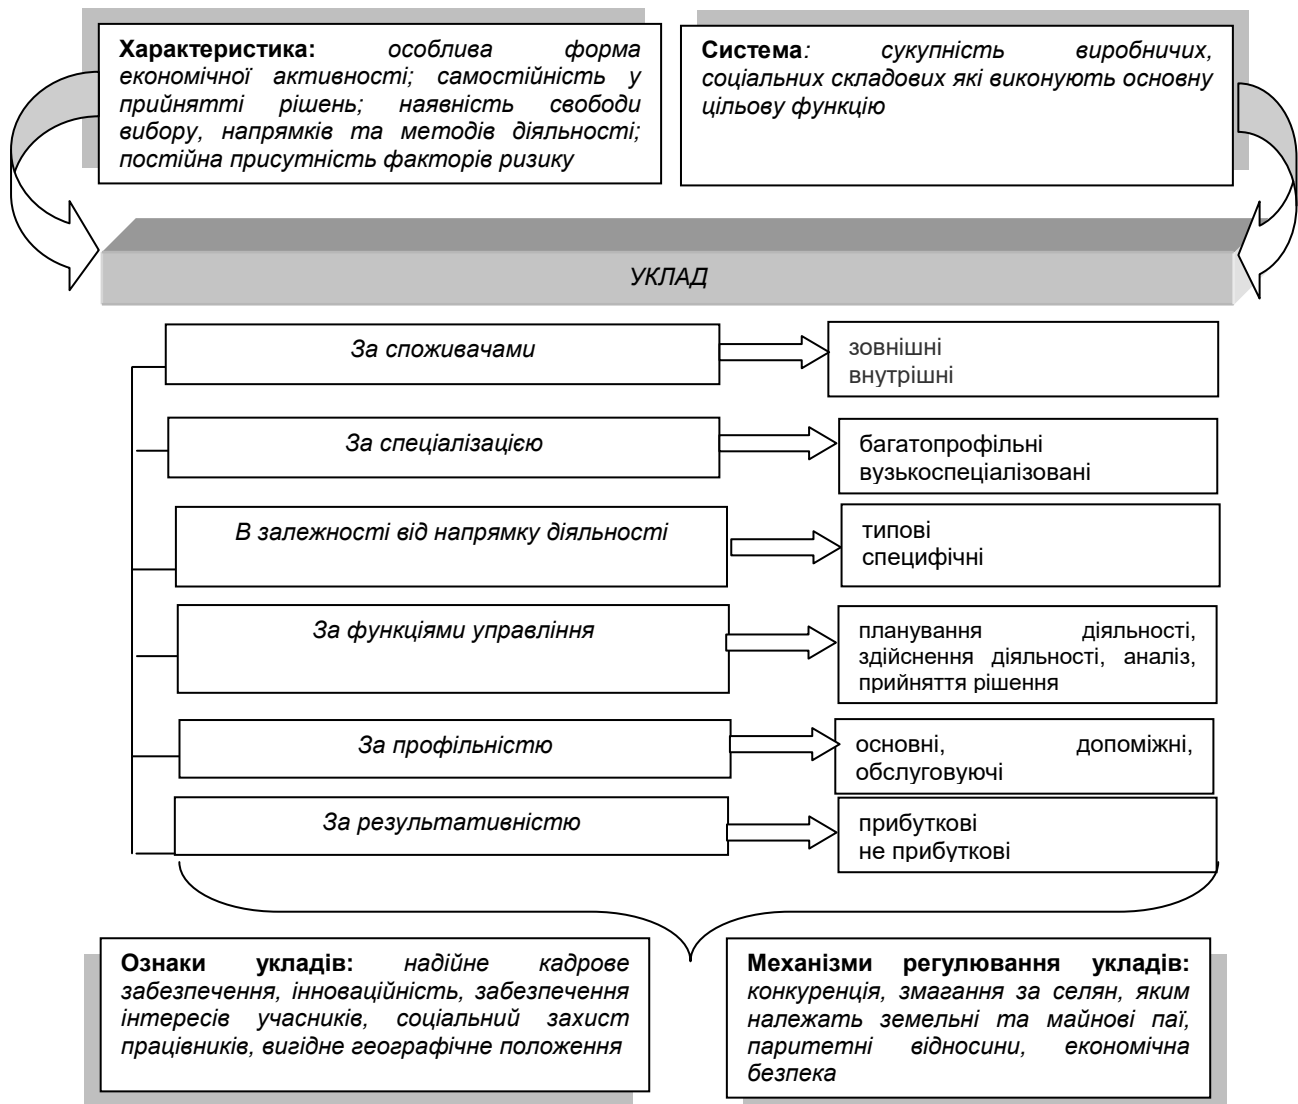 Характеристика: особлива форма
економічної активності; самостійність у
прийнятті рішень; наявність свободи
вибору, напрямків та методів діяльності;
постійна присутність факторів ризику
Система: сукупність виробничих,
соціальних складових які виконують основну
цільову функцію
УКЛАД
За споживачами
зовнішні
внутрішні
За спеціалізацією
багатопрофільні
вузькоспеціалізовані
В залежності від напрямку діяльності
типові
специфічні
За функціями управління
планування діяльності,
здійснення діяльності, аналіз,
прийняття рішення
За профільністю
основні, допоміжні,
обслуговуючі
За результативністю
прибуткові
не прибуткові
Ознаки укладів: надійне кадрове
забезпечення, інноваційність, забезпечення
інтересів учасників, соціальний захист
працівників, вигідне географічне положення
Механізми регулювання укладів:
конкуренція, змагання за селян, яким
належать земельні та майнові паї,
паритетні відносини, економічна
безпека